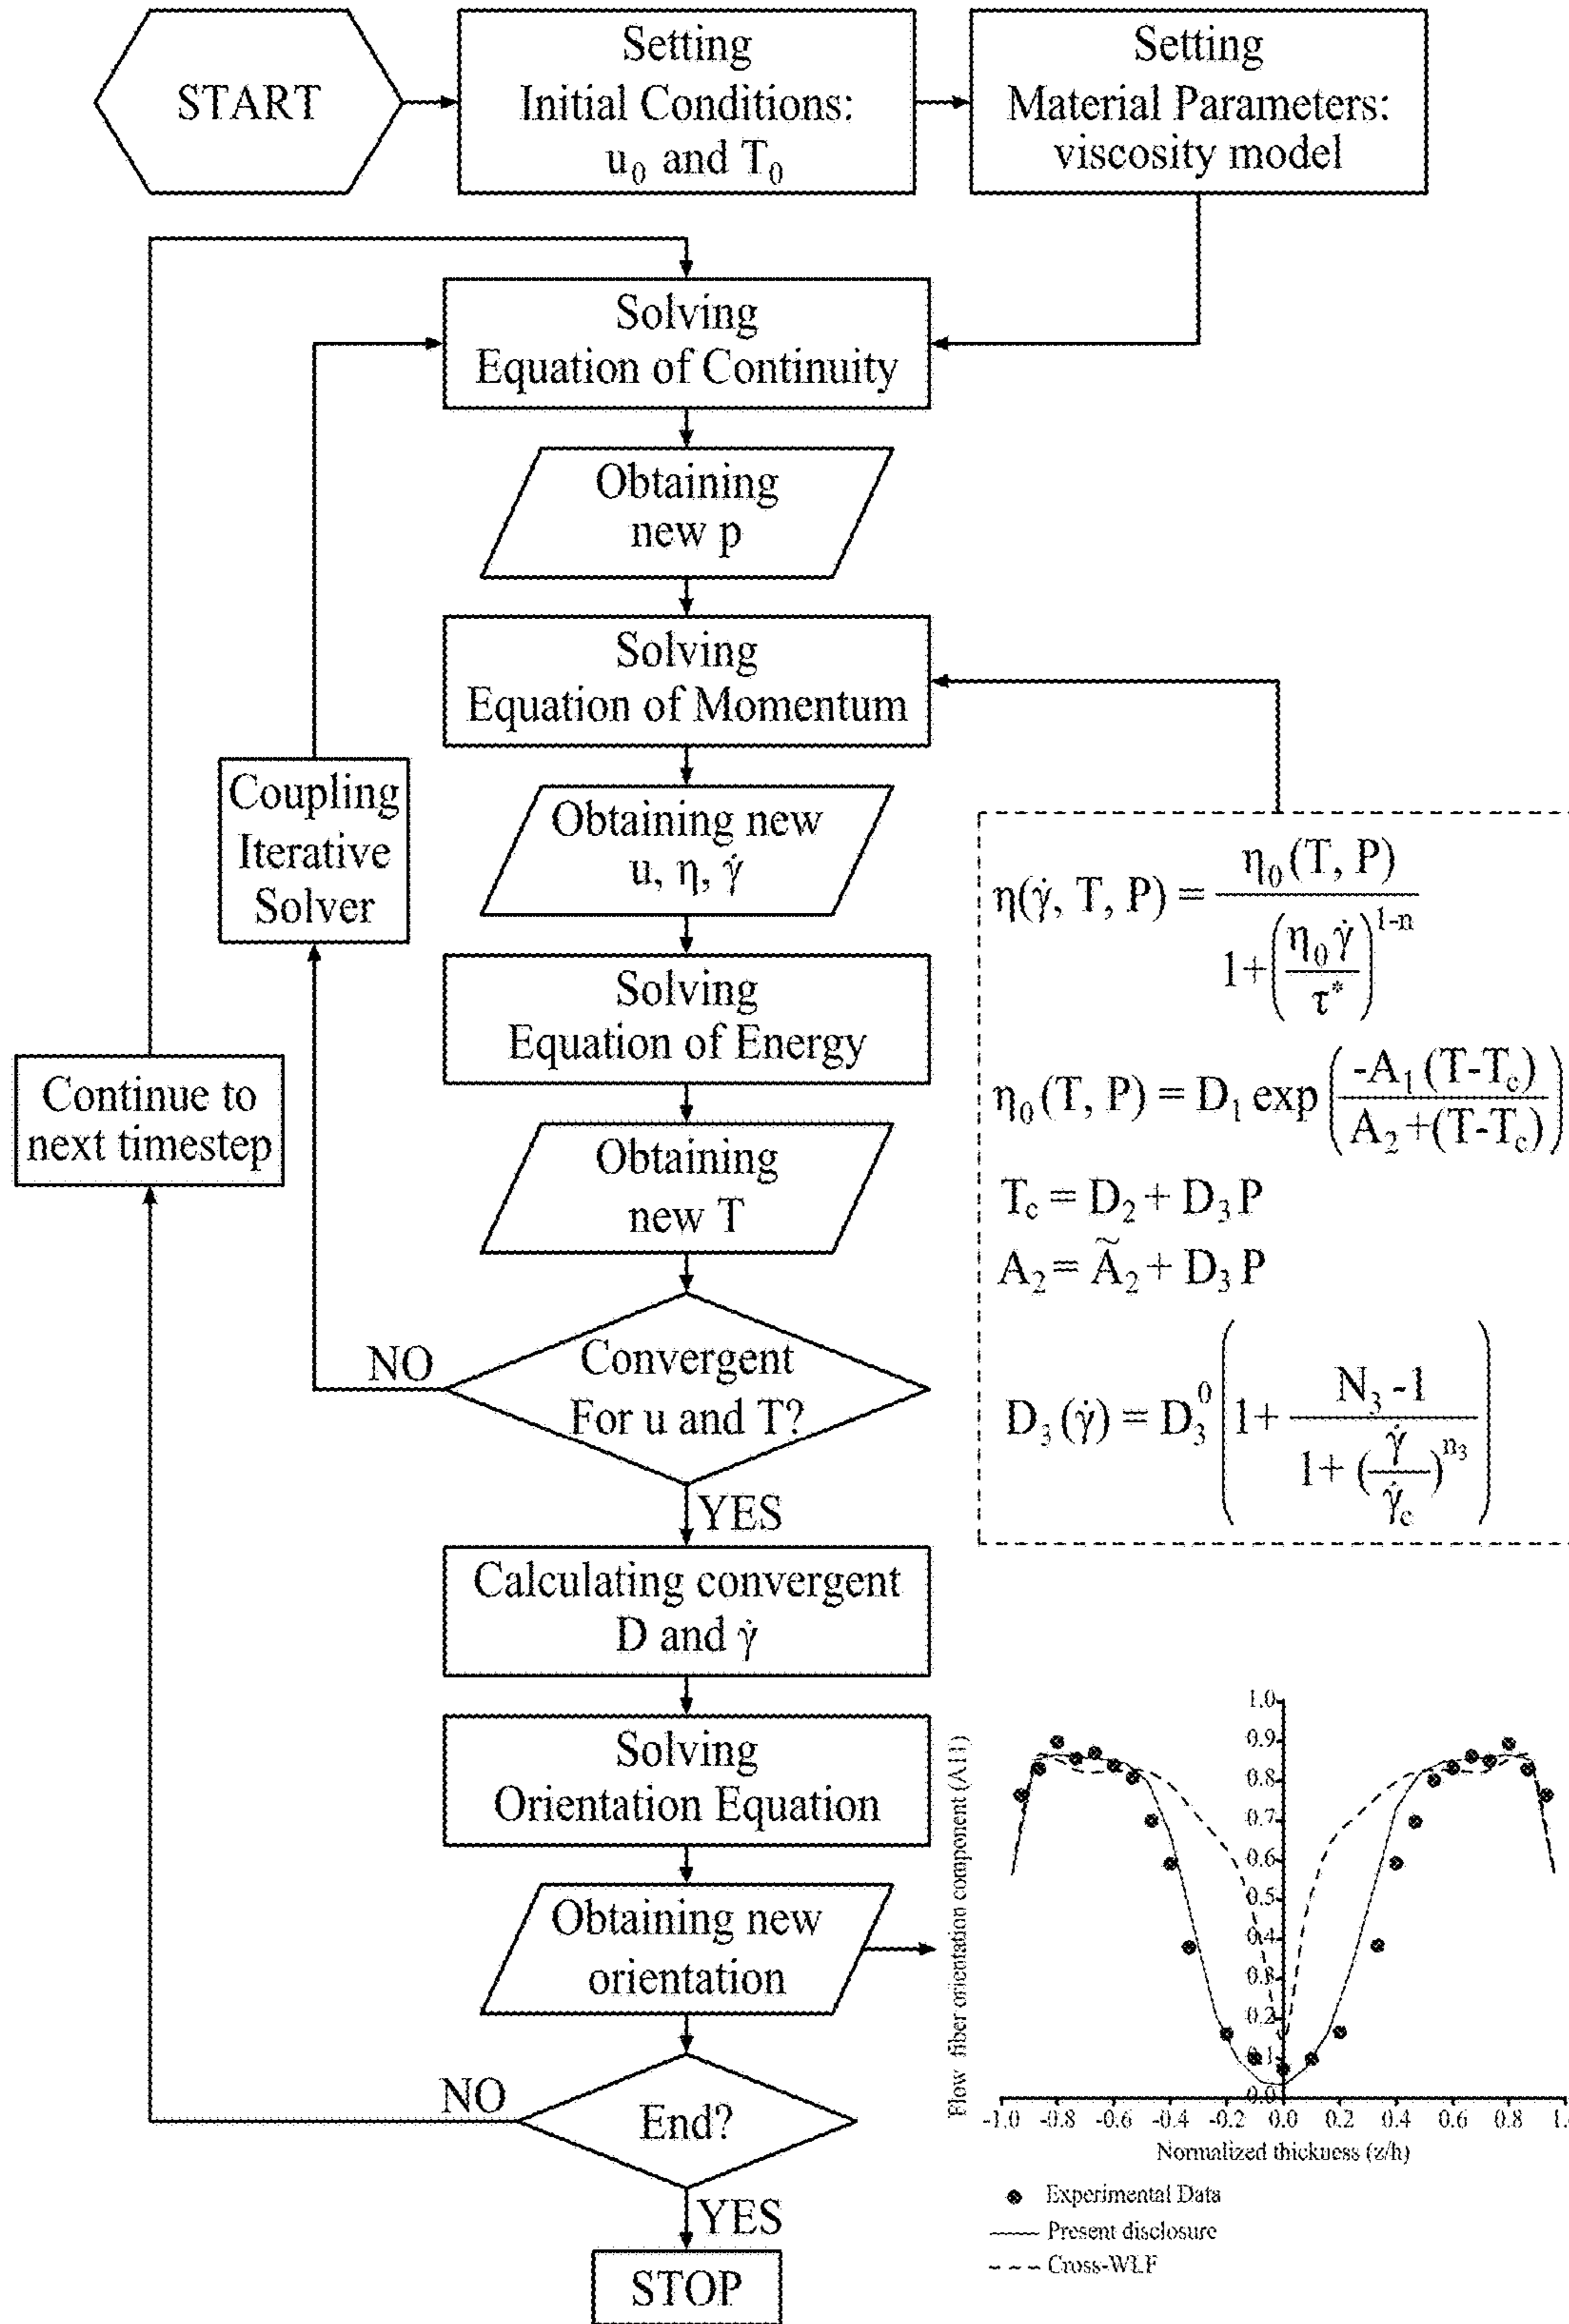 START
Setting
Initial Conditions:
u₀ and T₀
Setting
Material Parameters:
viscosity model
Solving
Equation of Continuity
Obtaining
new p
Solving
Equation of Momentum
Coupling
Iterative
Solver
Obtaining new
u, η, γ̇
Solving
Equation of Energy
Continue to
next timestep
Obtaining
new T
NO
Convergent
For u and T?
YES
Calculating convergent
D and γ̇
Solving
Orientation Equation
Obtaining new
orientation
NO
End?
YES
STOP
η(γ̇, T, P) = η₀(T, P) / (1+(η₀γ̇/τ*)^(1-n))
η₀(T, P) = D₁ exp(-A₁(T-T_c) / (A₂+(T-T_c)))
T_c = D₂ + D₃P
A₂ = Ã₂ + D₃P
D₃(γ̇) = D₃⁰(1+ (N₃-1) / (1+(γ̇/γ̇_c)^(n₃)))
Flow fiber orientation component (A11)
1.0
0.9
0.8
0.7
0.6
0.5
0.4
0.3
0.2
0.1
0.0
-1.0 -0.8 -0.6 -0.4 -0.2 0.0 0.2 0.4 0.6 0.8 1.
Normalized thickness (z/h)
Experimental Data
Present disclosure
Cross-WLF